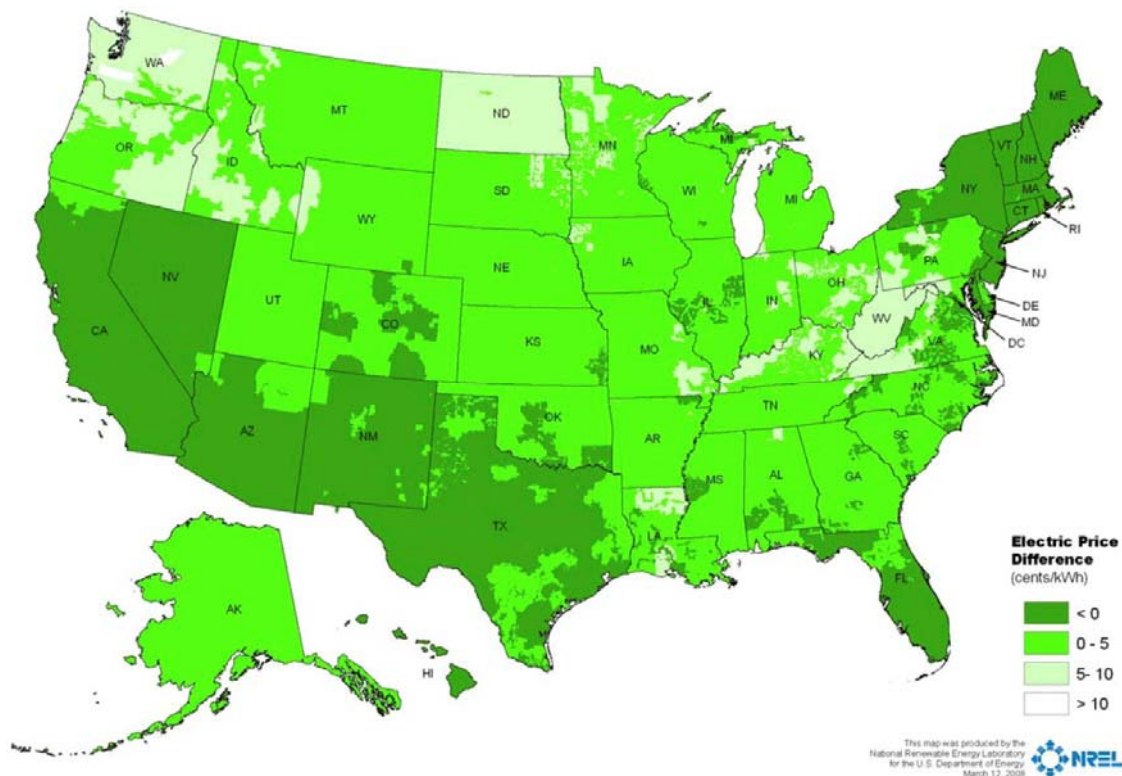 WA
MT
ND
MN
ME
OR
ID
SD
WI
MI
MI
VT
NH
NY
MA
CT
RI
WY
IA
NE
PA
NJ
NV
UT
CO
IL
IN
OH
WV
DE
MD
DC
CA
KS
MO
KY
VA
AZ
NM
OK
AR
TN
NC
SC
TX
MS
AL
GA
LA
FL
AK
HI
Electric Price
Difference
(cents/kWh)
< 0
0 - 5
5- 10
> 10
This map was produced by the
National Renewable Energy Laboratory
for the U.S. Department of Energy.
March 12, 2008
NREL